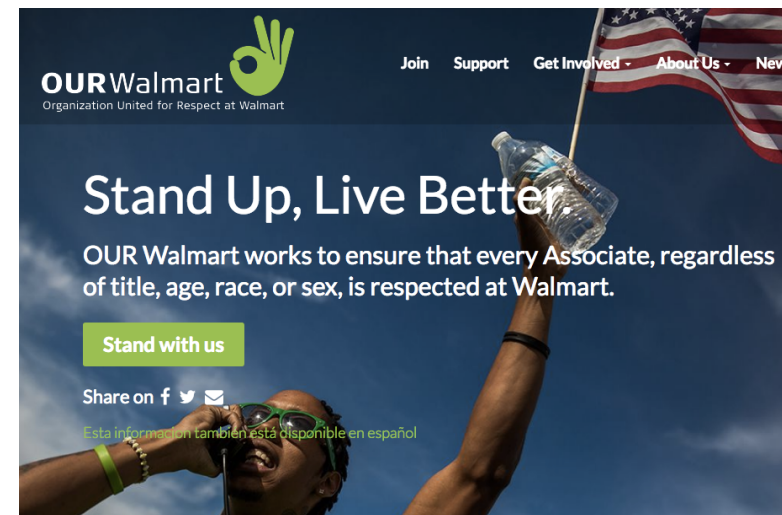 OURWalmart
Organization United for Respect at Walmart
Join Support Get Involved About Us
Stand Up, Live Better.
OUR Walmart works to ensure that every Associate, regardless
of title, age, race, or sex, is respected at Walmart.
Stand with us
Share on
Esta información también está disponible en español